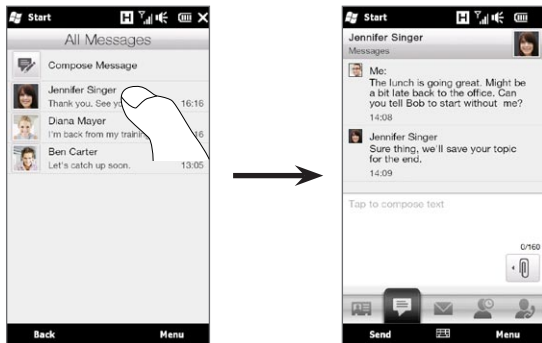 Start
All Messages
Compose Message
Jennifer Singer
Thank you. See yo
16:16
Diana Mayer
I'm back from my trainin
16
Ben Carter
Let's catch up soon.
13:05
Back
Menu
Start
Jennifer Singer
Messages
Me:
The lunch is going great. Might be
a bit late back to the office. Can
you tell Bob to start without me?
14:08
Jennifer Singer
Sure thing, we'll save your topic
for the end.
14:09
Tap to compose text
0/160
Send
Menu